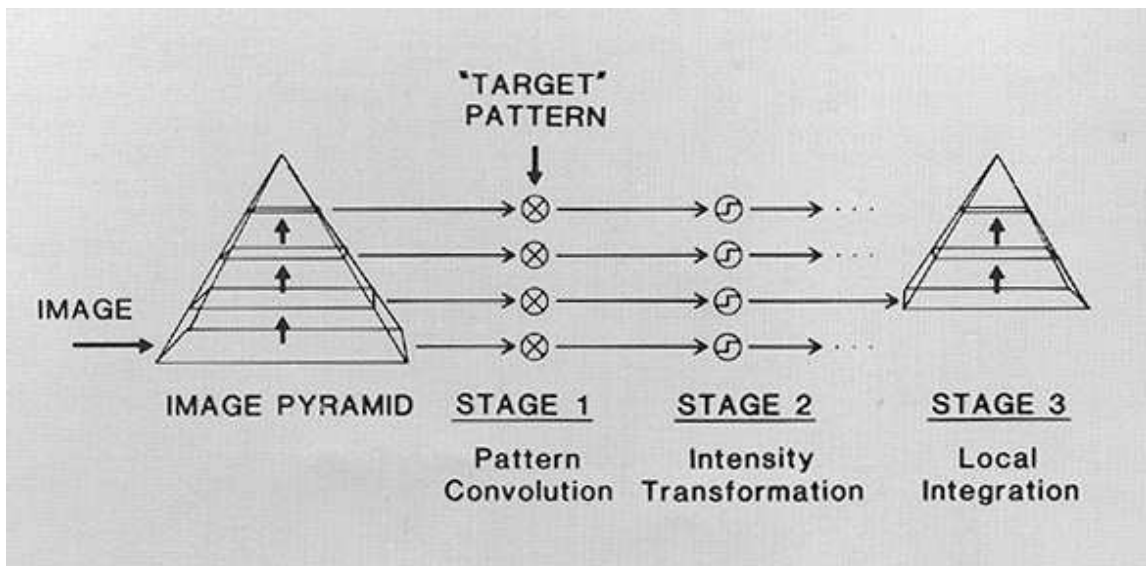 "TARGET"
PATTERN
IMAGE
IMAGE PYRAMID
STAGE 1
STAGE 2
STAGE 3
Pattern
Convolution
Intensity
Transformation
Local
Integration